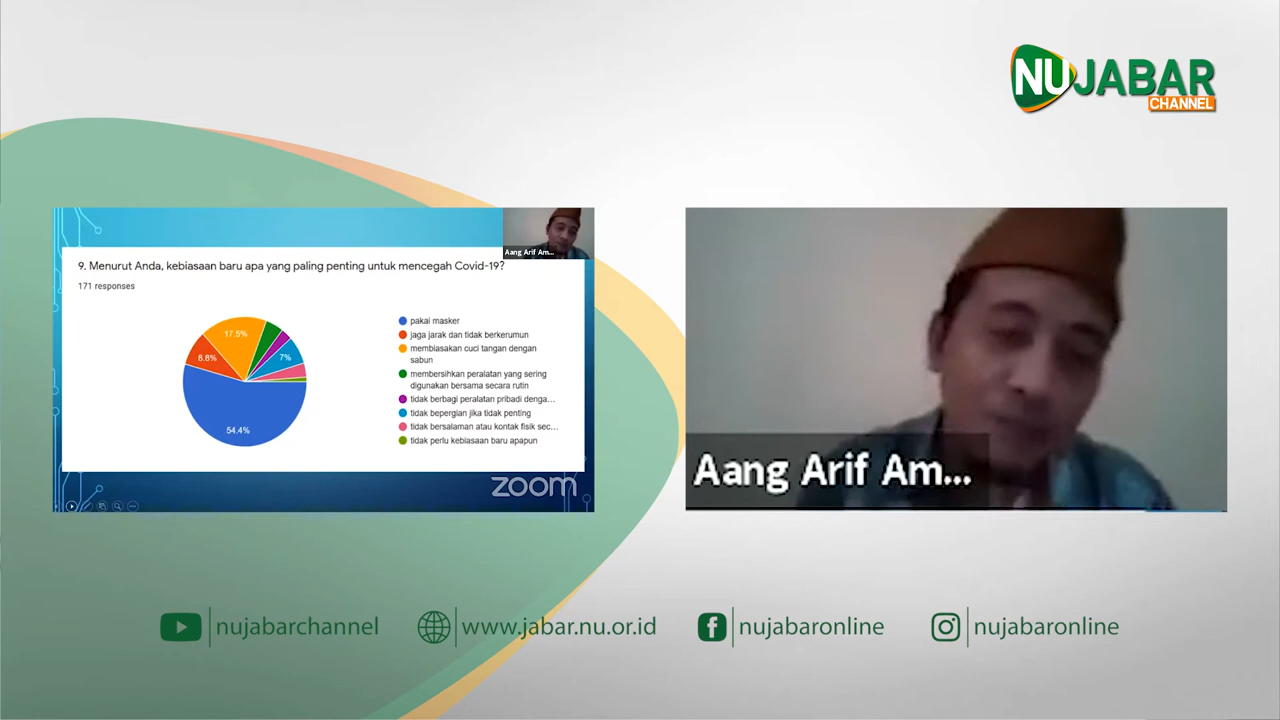 NU JABAR
CHANNEL
Aang Arif Am...
9. Menurut Anda, kebiasaan baru apa yang paling penting untuk mencegah Covid-19?
171 responses
17.5%
8.8%
7%
54.4%
pakai masker
jaga jarak dan tidak berkerumun
membiasakan cuci tangan dengan
sabun
membersihkan peralatan yang sering
digunakan bersama secara rutin
tidak berbagi peralatan pribadi denga...
tidak bepergian jika tidak penting
tidak bersalaman atau kontak fisik sec...
tidak perlu kebiasaan baru apapun
zoom
Aang Arif Am...
nujabarchannel
www.jabar.nu.or.id
nujabaronline
nujabaronline